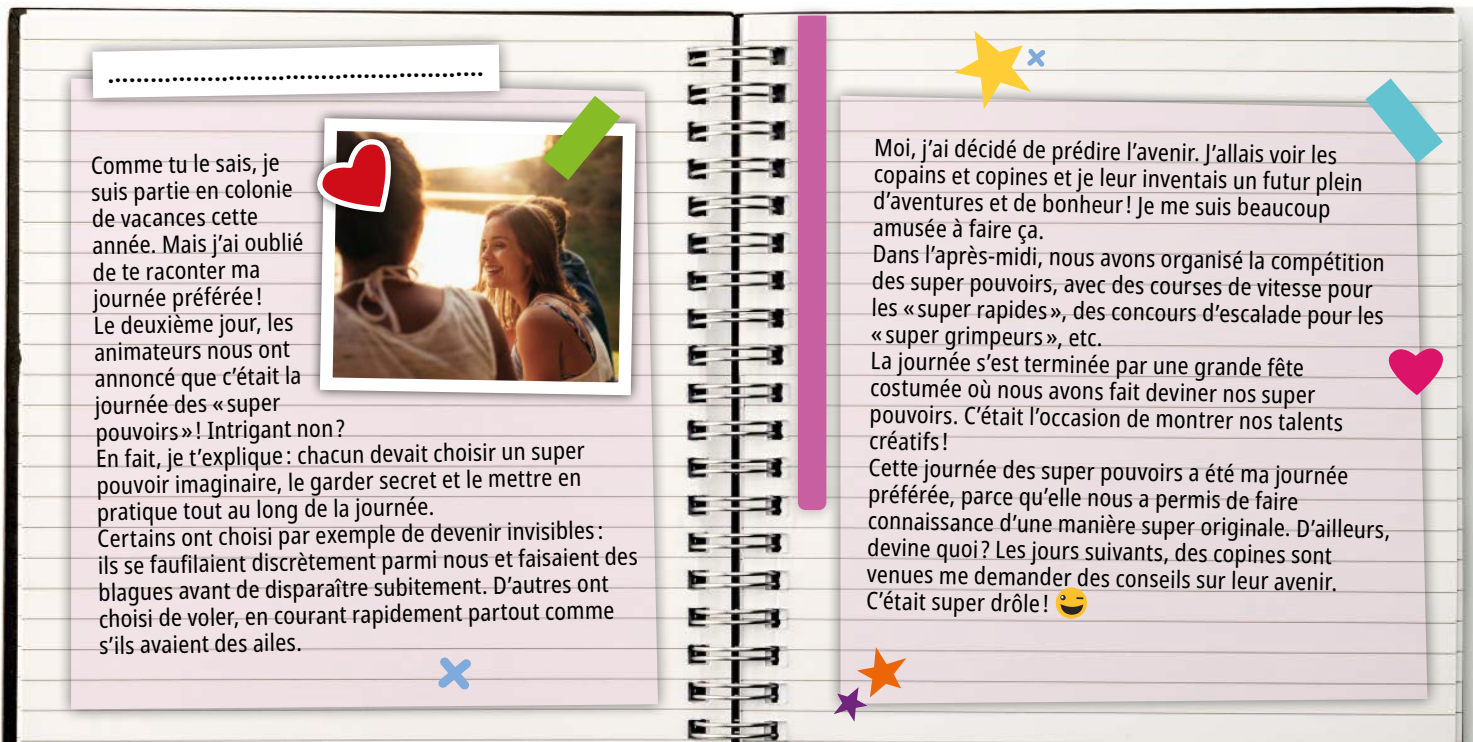 ........................................................
Comme tu le sais, je
suis partie en colonie
de vacances cette
année. Mais j'ai oublié
de te raconter ma
journée préférée !
Le deuxième jour, les
animateurs nous ont
annoncé que c'était la
journée des « super
pouvoirs » ! Intrigant non ?
En fait, je t'explique : chacun devait choisir un super
pouvoir imaginaire, le garder secret et le mettre en
pratique tout au long de la journée.
Certains ont choisi par exemple de devenir invisibles :
ils se faufilaient discrètement parmi nous et faisaient des
blagues avant de disparaître subitement. D'autres ont
choisi de voler, en courant rapidement partout comme
s'ils avaient des ailes.
Moi, j'ai décidé de prédire l'avenir. J'allais voir les
copains et copines et je leur inventais un futur plein
d'aventures et de bonheur ! Je me suis beaucoup
amusée à faire ça.
Dans l'après-midi, nous avons organisé la compétition
des super pouvoirs, avec des courses de vitesse pour
les « super rapides », des concours d'escalade pour les
« super grimpeurs », etc.
La journée s'est terminée par une grande fête
costumée où nous avons fait deviner nos super
pouvoirs. C'était l'occasion de montrer nos talents
créatifs !
Cette journée des super pouvoirs a été ma journée
préférée, parce qu'elle nous a permis de faire
connaissance d'une manière super originale. D'ailleurs,
devine quoi ? Les jours suivants, des copines sont
venues me demander des conseils sur leur avenir.
C'était super drôle ! 😉